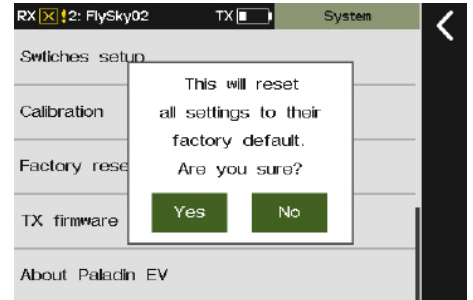 RX 2: FlySky02 TX System
Swtiches setup
Calibration
Factory rese
TX firmware
About Paladin EV
This will reset
all settings to their
factory default.
Are you sure?
Yes No